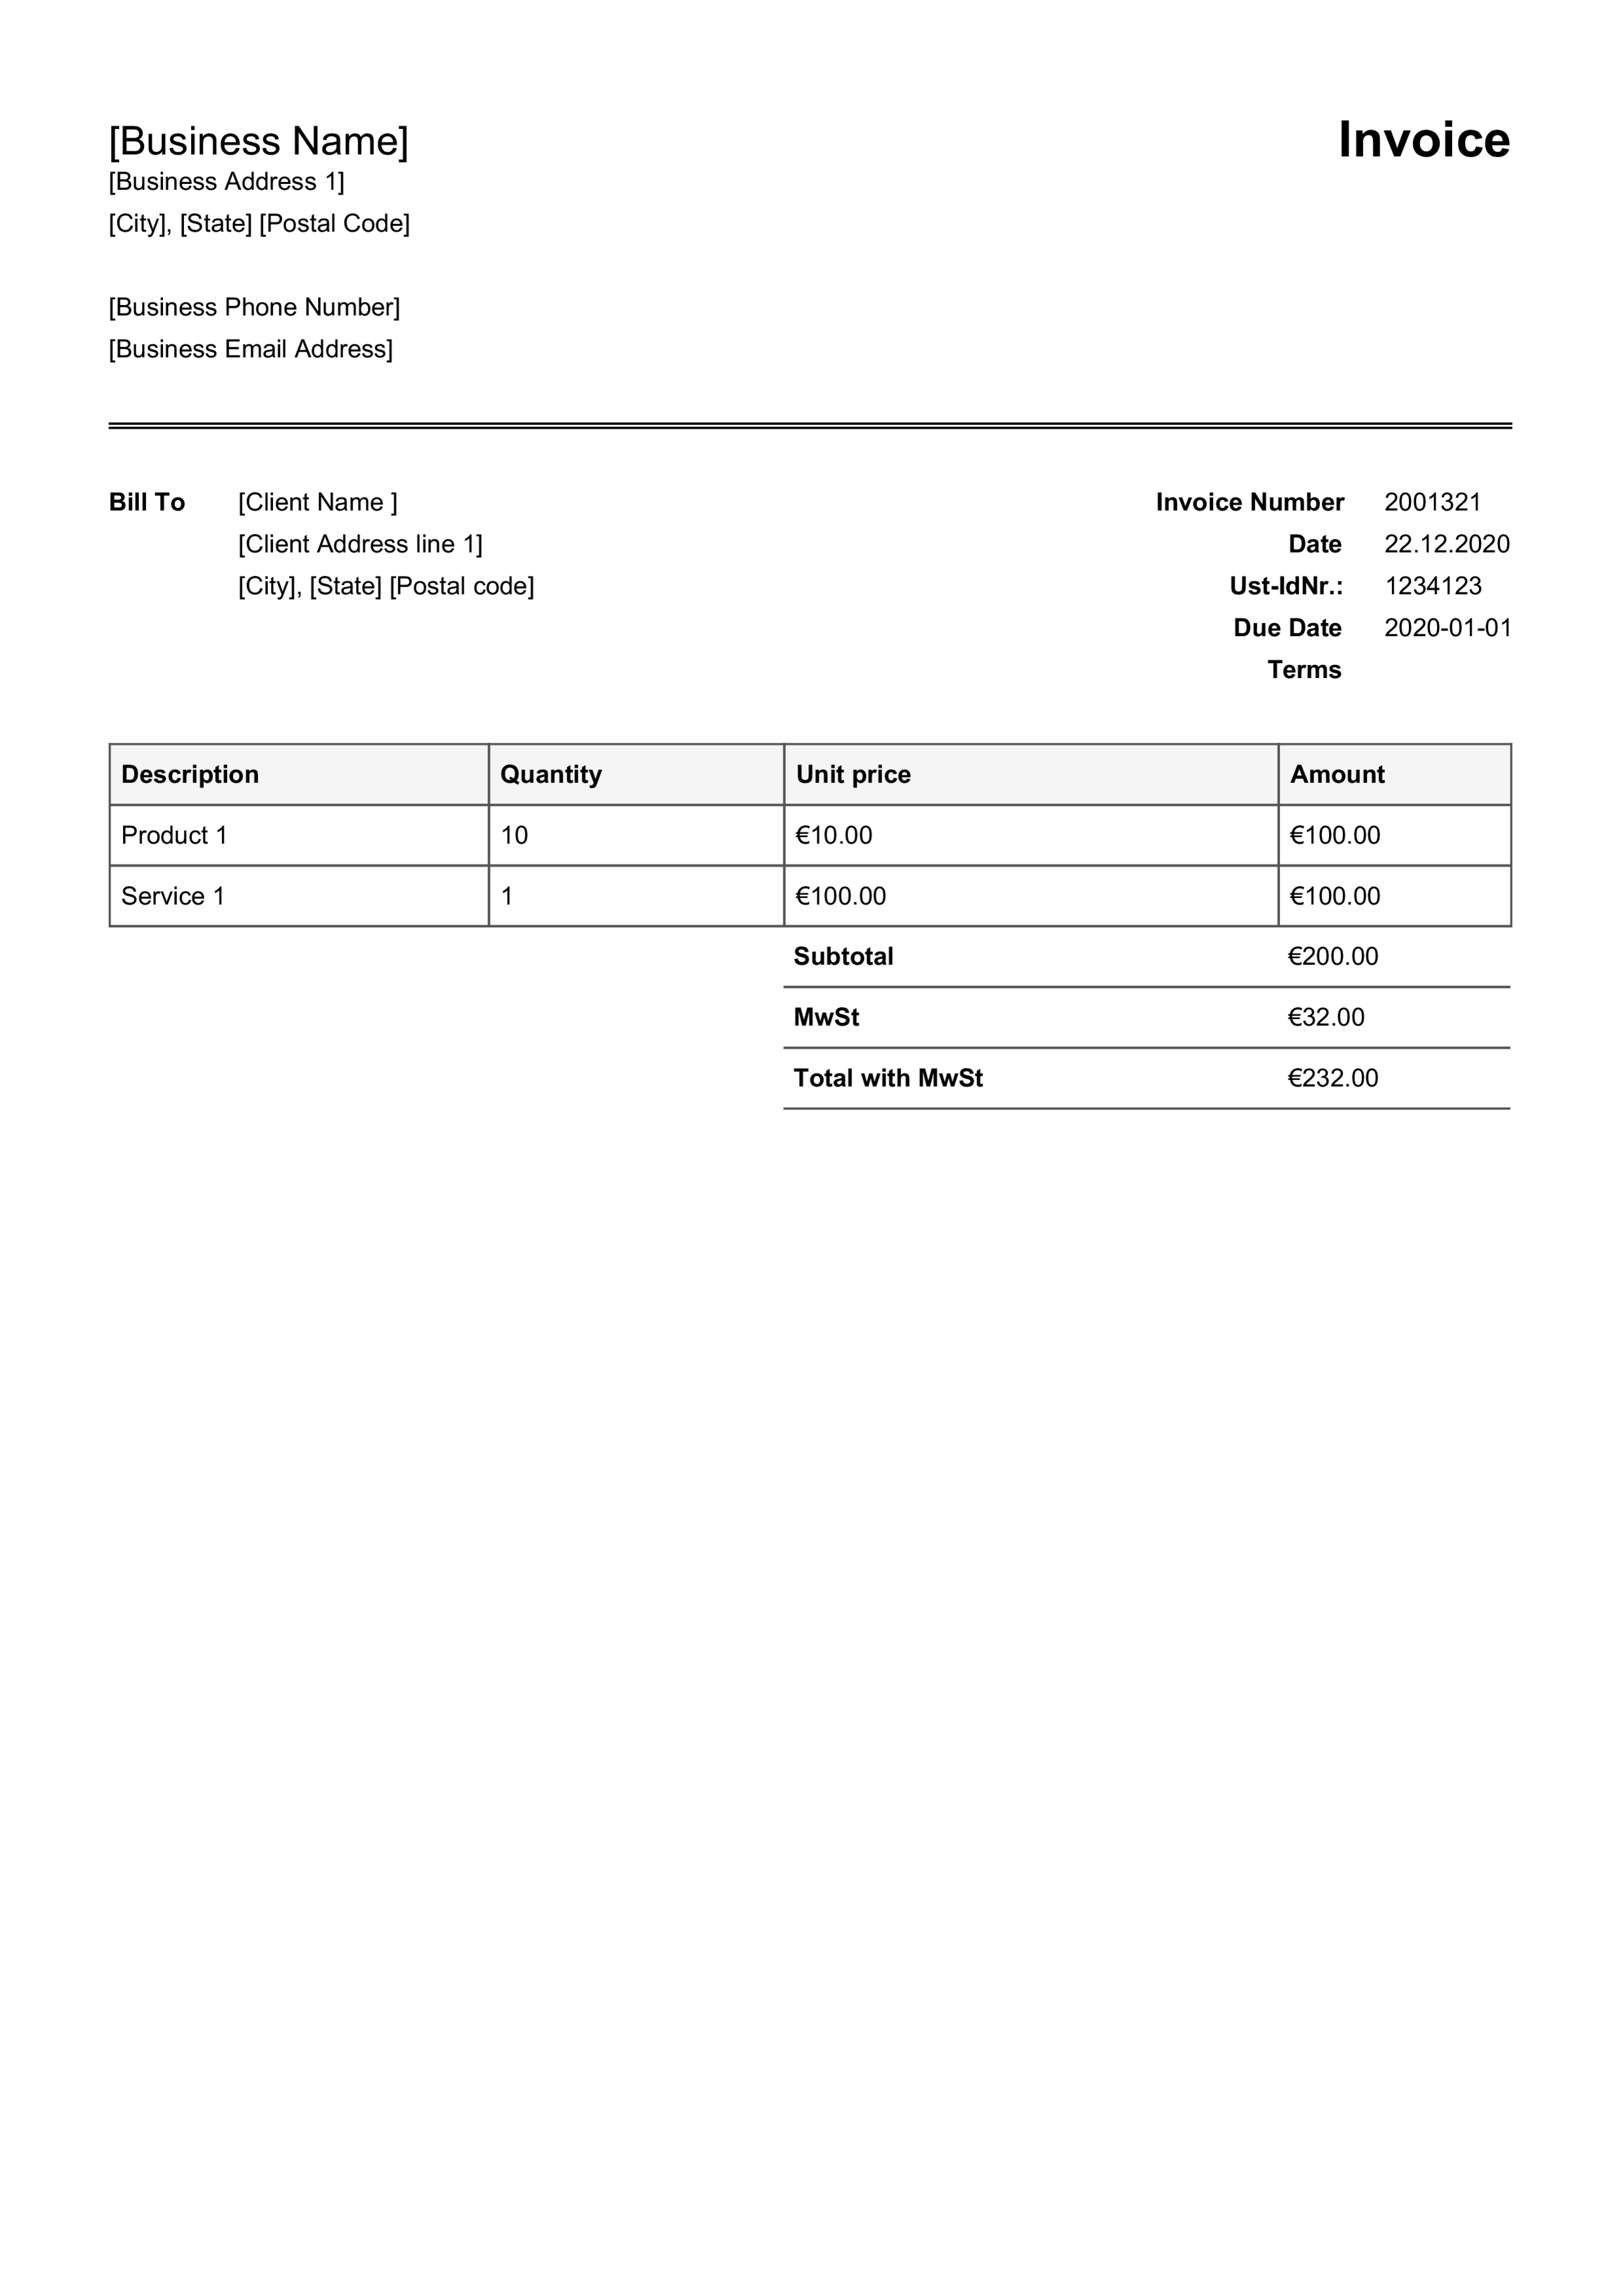 [Business Name]
Invoice
[Business Address 1]
[City], [State] [Postal Code]
[Business Phone Number]
[Business Email Address]
Bill To [Client Name ]
[Client Address line 1]
[City], [State] [Postal code]
Invoice Number 2001321
Date 22.12.2020
Ust-IdNr.: 1234123
Due Date 2020-01-01
Terms
Description Quantity Unit price Amount
Product 1 10 €10.00 €100.00
Service 1 1 €100.00 €100.00
Subtotal €200.00
MwSt €32.00
Total with MwSt €232.00